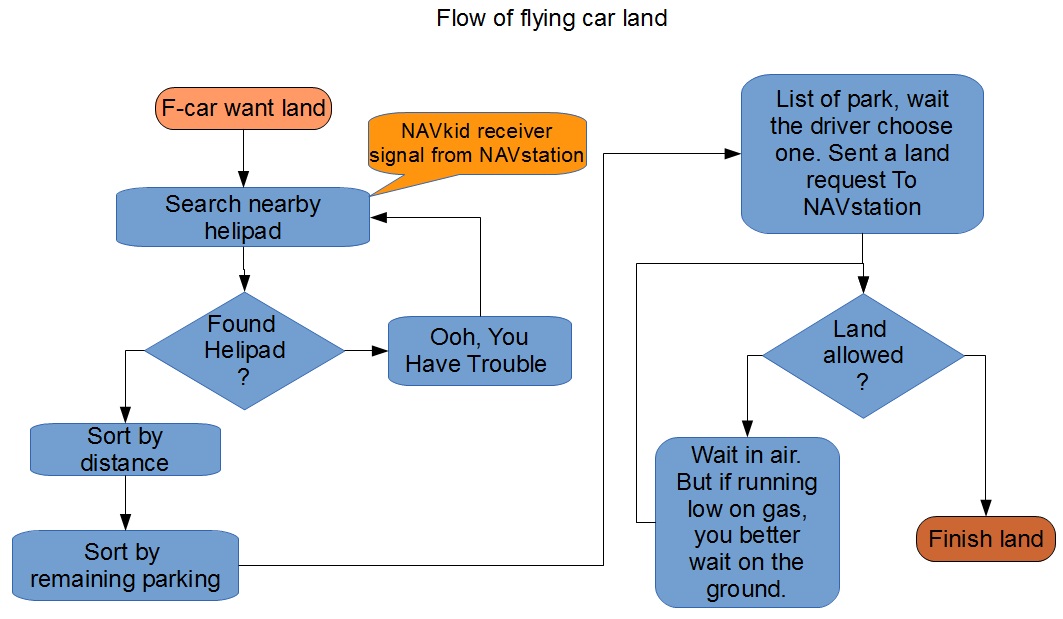 Flow of flying car land
F-car want land
NAVkid receiver
signal from NAVstation
Search nearby
helipad
Found
Helipad
?
Ooh, You
Have Trouble
Sort by
distance
Sort by
remaining parking
List of park, wait
the driver choose
one. Sent a land
request To
NAVstation
Land
allowed
?
Wait in air.
But if running
low on gas,
you better
wait on the
ground.
Finish land